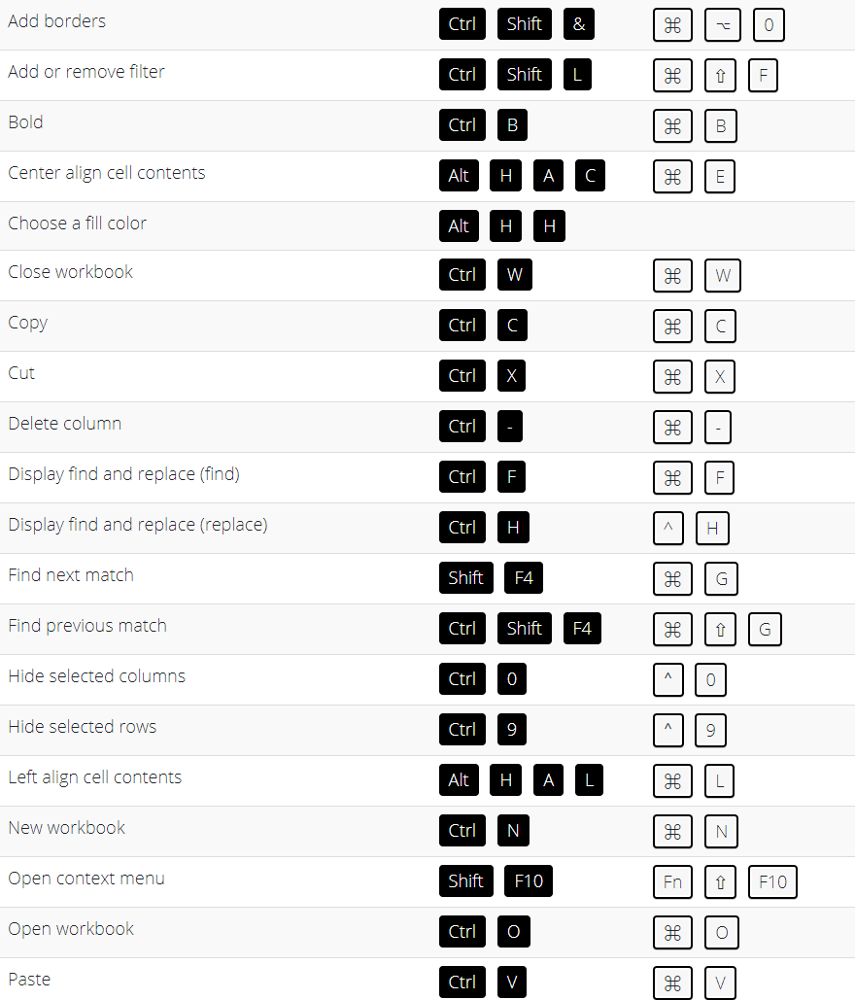 Add borders Ctrl Shift & ⌘ ⌥ 0
Add or remove filter Ctrl Shift L ⌘ ⇧ F
Bold Ctrl B ⌘ B
Center align cell contents Alt H A C ⌘ E
Choose a fill color Alt H H
Close workbook Ctrl W ⌘ W
Copy Ctrl C ⌘ C
Cut Ctrl X ⌘ X
Delete column Ctrl - ⌘ -
Display find and replace (find) Ctrl F ⌘ F
Display find and replace (replace) Ctrl H ^ H
Find next match Shift F4 ⌘ G
Find previous match Ctrl Shift F4 ⌘ ⇧ G
Hide selected columns Ctrl 0 ^ 0
Hide selected rows Ctrl 9 ^ 9
Left align cell contents Alt H A L ⌘ L
New workbook Ctrl N ⌘ N
Open context menu Shift F10 Fn ⇧ F10
Open workbook Ctrl O ⌘ O
Paste Ctrl V ⌘ V